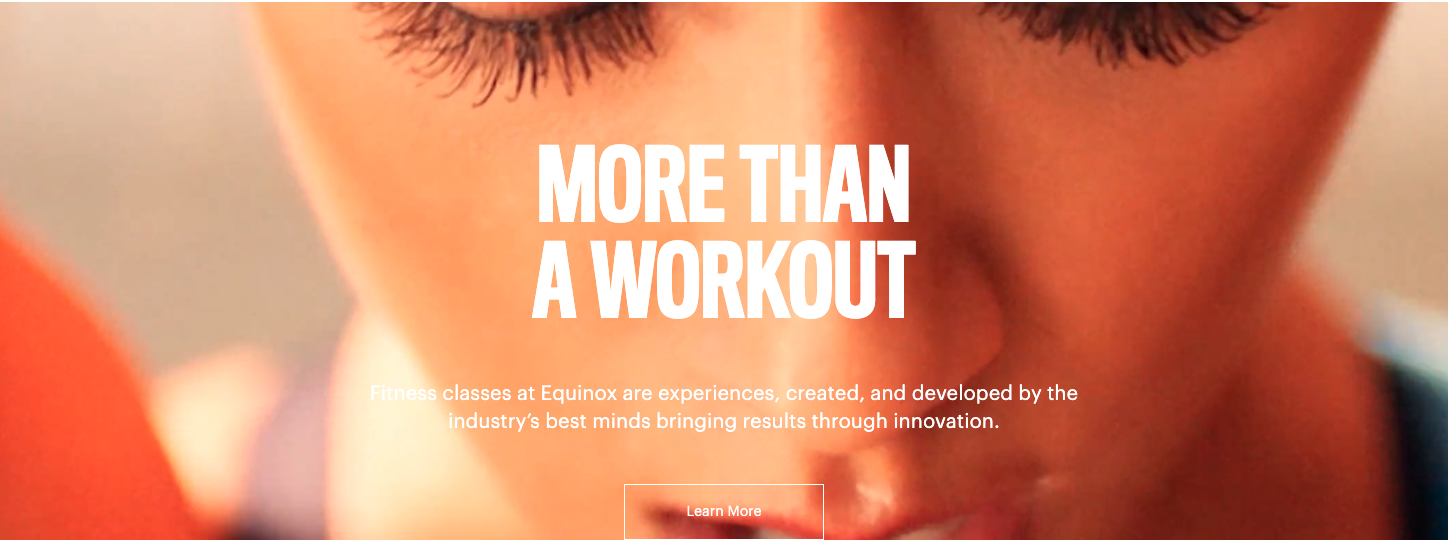 MORE THAN
A WORKOUT
Fitness classes at Equinox are experiences, created, and developed by the
industry’s best minds bringing results through innovation.
Learn More